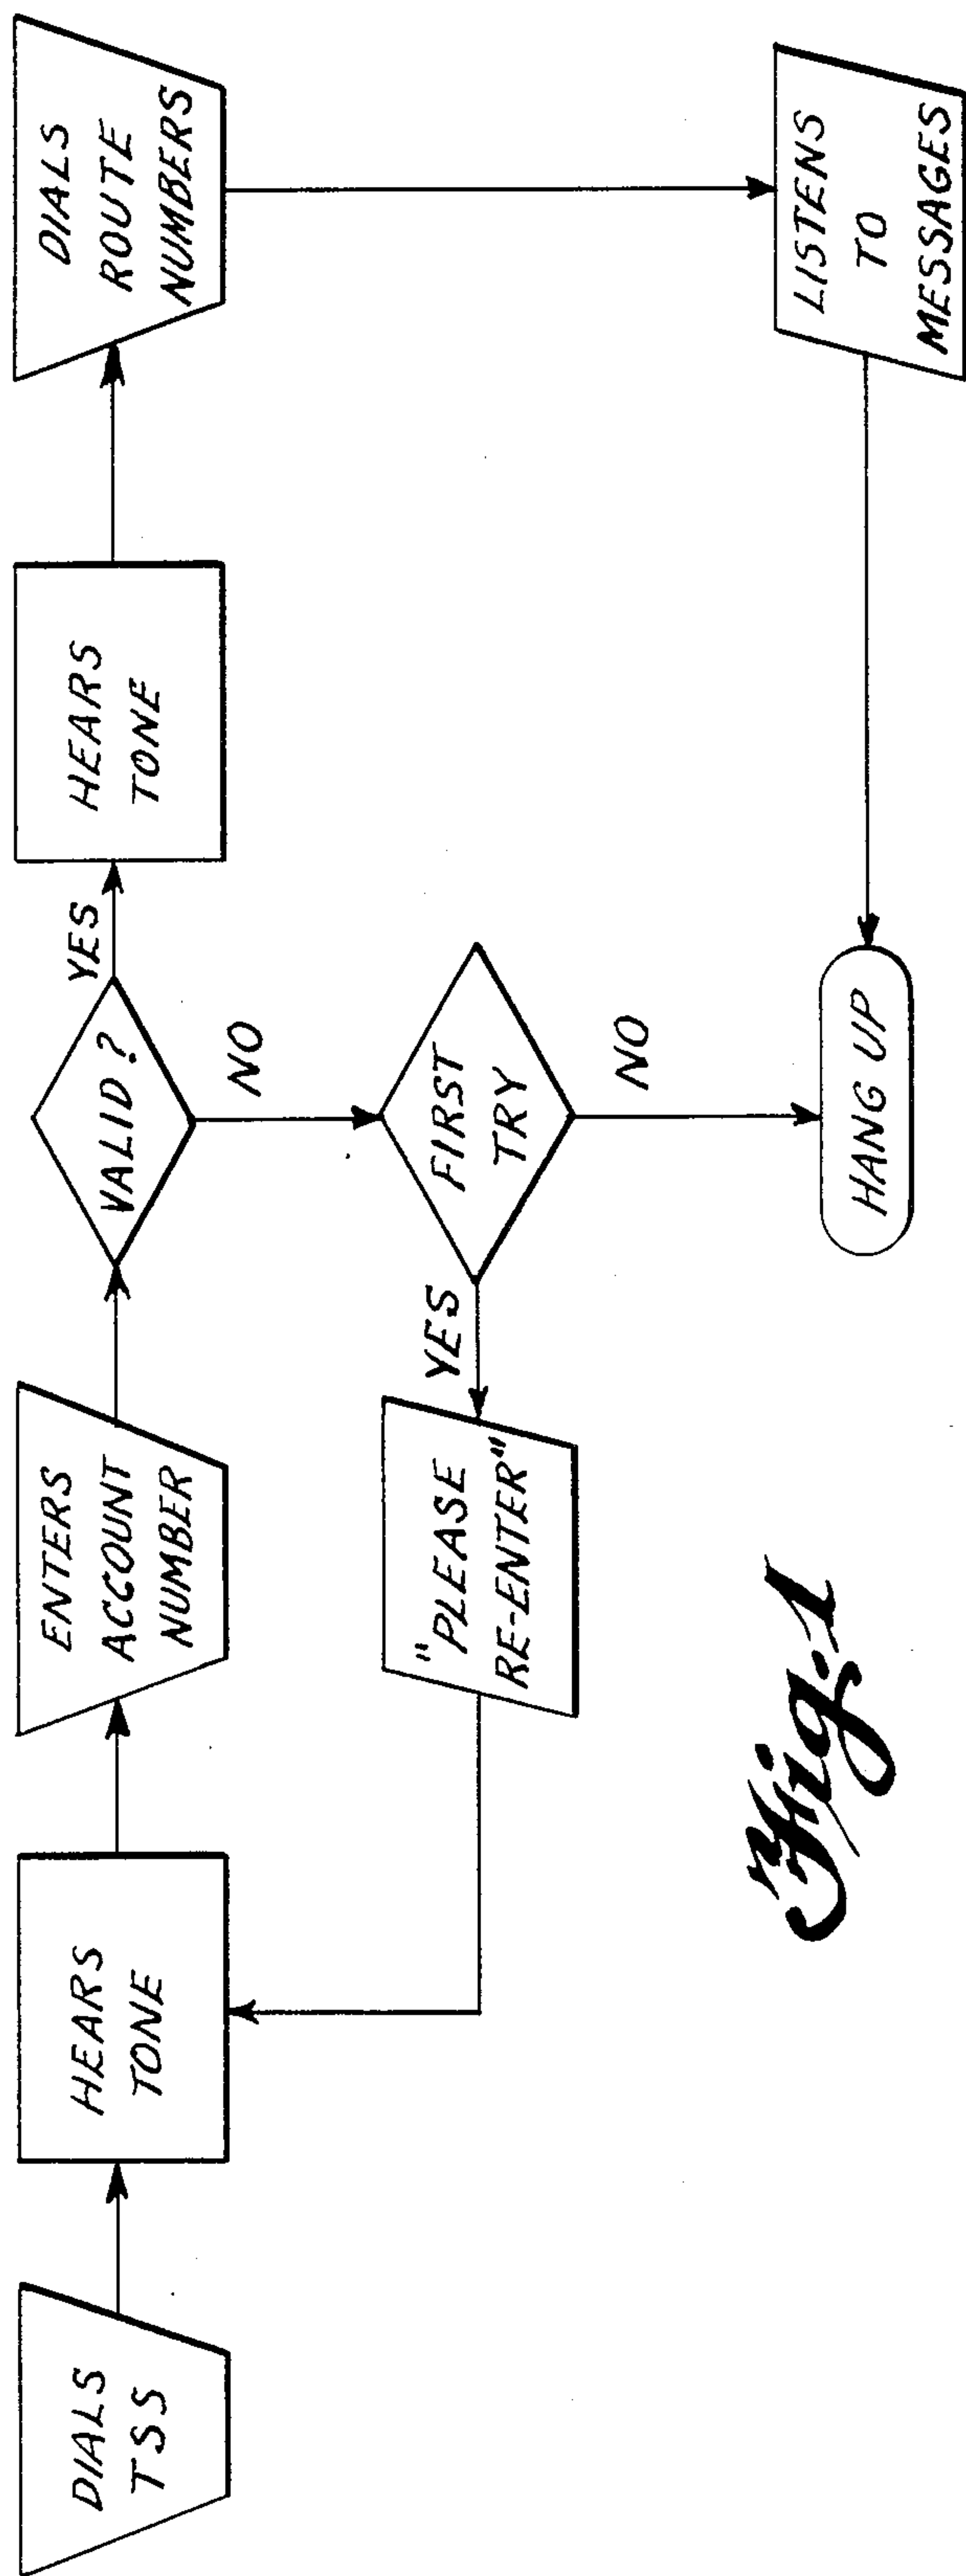 DIALS
TSS
HEARS
TONE
ENTERS
ACCOUNT
NUMBER
VALID?
YES
HEARS
TONE
DIALS
ROUTE
NUMBERS
NO
"PLEASE
RE-ENTER"
YES
FIRST
TRY
NO
HANG UP
LISTENS
TO
MESSAGES
Fig. 1